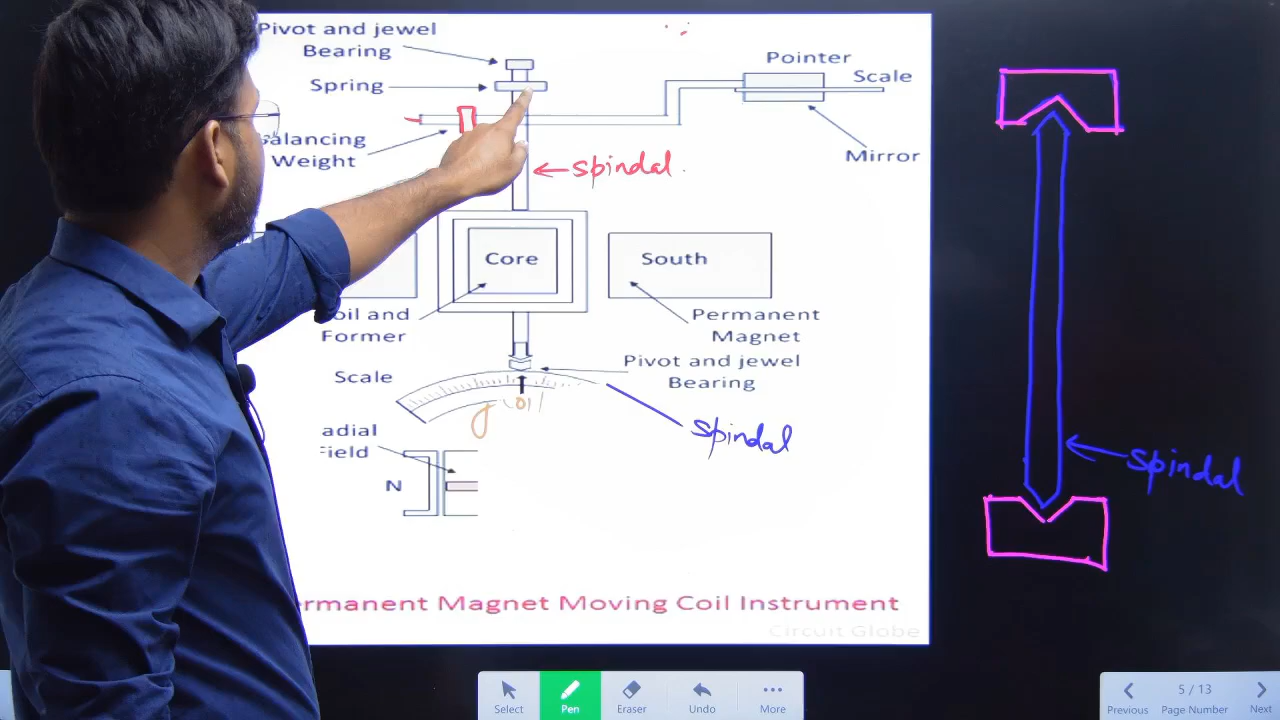 Pivot and jewel
Bearing
Spring
Balancing
Weight
Pointer
Scale
Mirror
spindal
Core
South
oil and
Former
Permanent
Magnet
Pivot and jewel
Bearing
Scale
spindal
adial
Field
N
spindal
ermanent Magnet Moving Coil Instrument
Circuit Globe
Select
Pen
Eraser
Undo
More
Previous
5 / 13
Page Number
Next